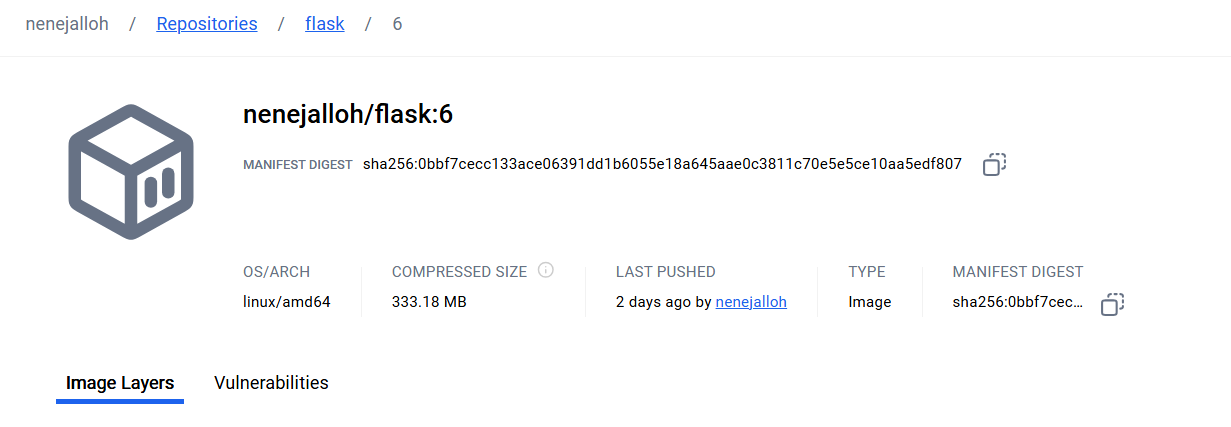 nenejalloh / Repositories / flask / 6
nenejalloh/flask:6
MANIFEST DIGEST sha256:0bbf7cecc133ace06391dd1b6055e18a645aae0c3811c70e5e5ce10aa5edf807
OS/ARCH COMPRESSED SIZE LAST PUSHED TYPE MANIFEST DIGEST
linux/amd64 333.18 MB 2 days ago by nenejalloh Image sha256:0bbf7cec...
Image Layers Vulnerabilities